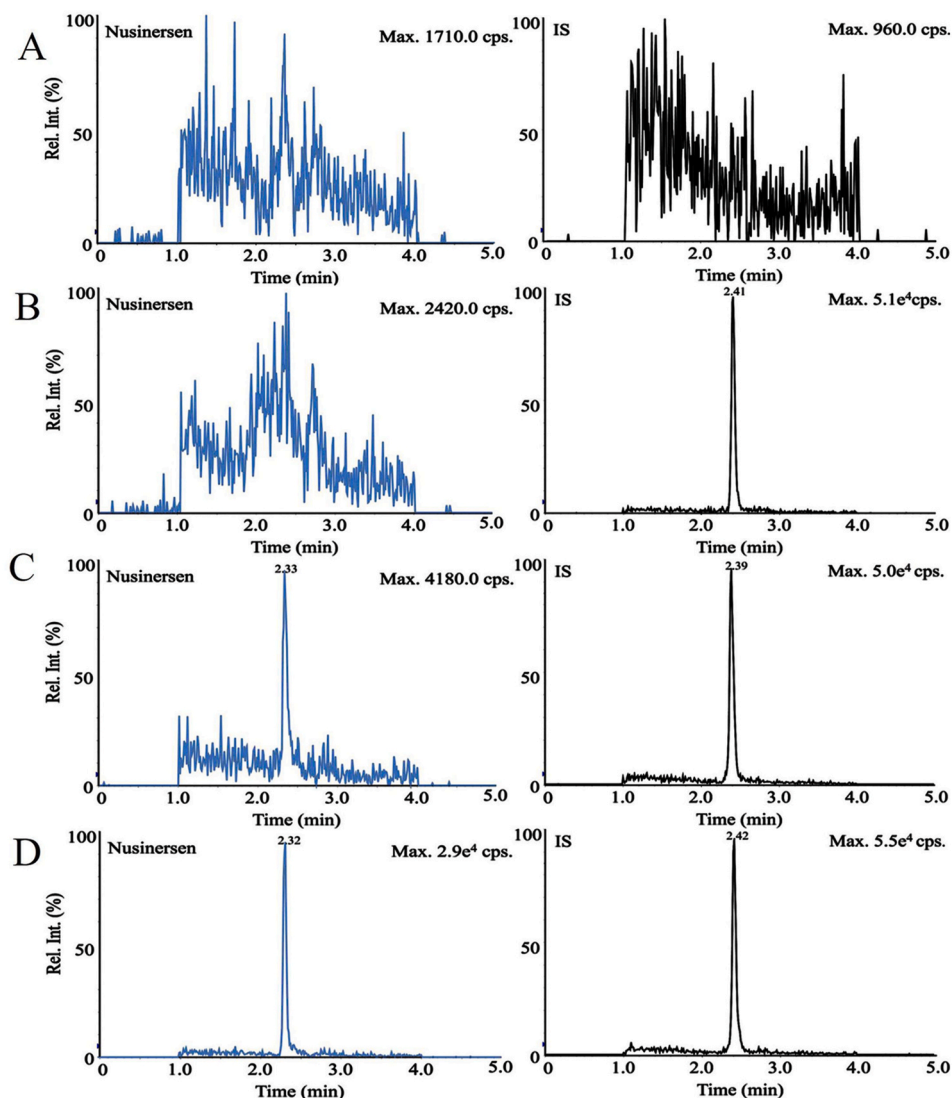 A
Nusinersen
Max. 1710.0 cps.
IS
Max. 960.0 cps.
Rel. Int. (%)
100
50
0
0
1.0
2.0
3.0
4.0
5.0
Time (min)
100
50
0
0
1.0
2.0
3.0
4.0
5.0
Time (min)
B
Nusinersen
Max. 2420.0 cps.
IS
2.41
Max. 5.1e⁴cps.
Rel. Int. (%)
100
50
0
0
1.0
2.0
3.0
4.0
5.0
Time (min)
100
50
0
0
1.0
2.0
3.0
4.0
5.0
Time (min)
C
Nusinersen
2.33
Max. 4180.0 cps.
IS
2.39
Max. 5.0e⁴ cps.
Rel. Int. (%)
100
50
0
0
1.0
2.0
3.0
4.0
5.0
Time (min)
100
50
0
0
1.0
2.0
3.0
4.0
5.0
Time (min)
D
Nusinersen
2.32
Max. 2.9e⁴ cps.
IS
2.42
Max. 5.5e⁴ cps.
Rel. Int. (%)
100
50
0
0
1.0
2.0
3.0
4.0
5.0
Time (min)
100
50
0
0
1.0
2.0
3.0
4.0
5.0
Time (min)